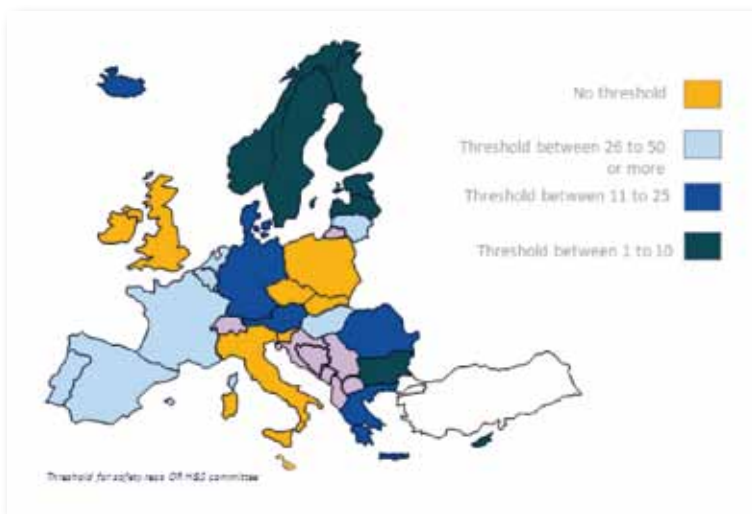 No threshold
Threshold between 26 to 50
or more
Threshold between 11 to 25
Threshold between 1 to 10
Threshold for safety reps OR H&S committee